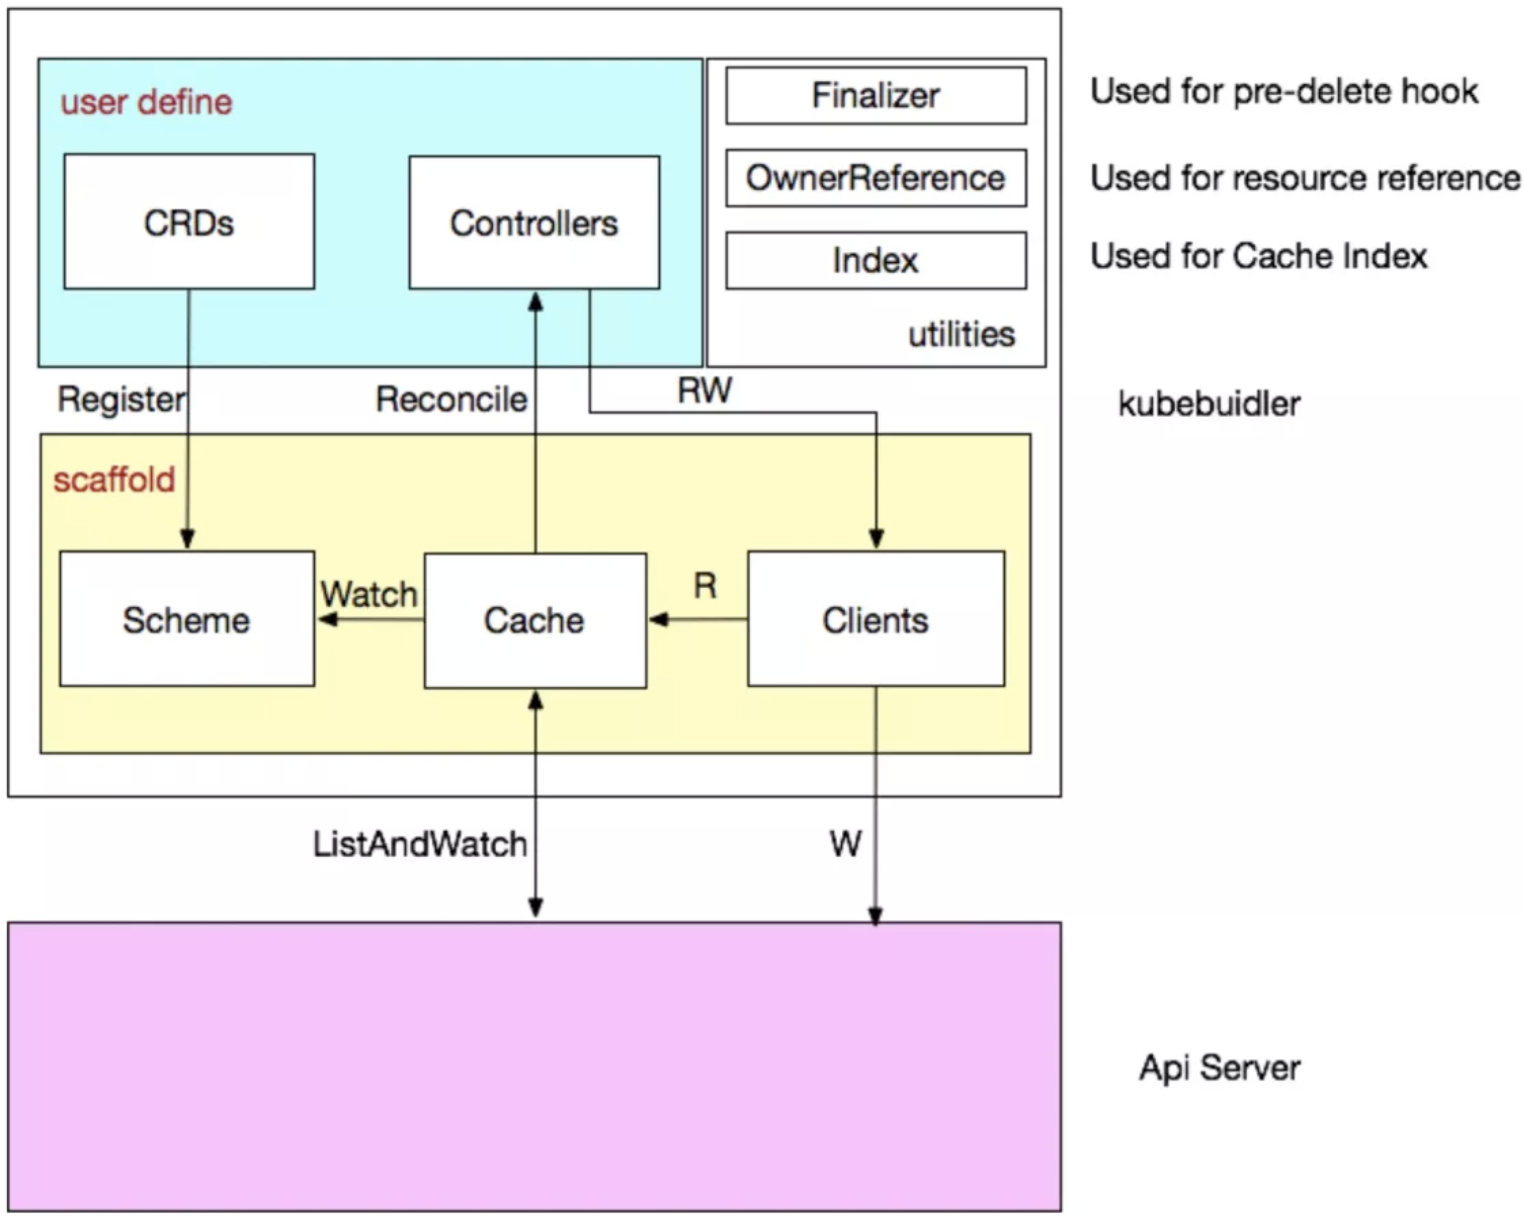 user define
Finalizer
Used for pre-delete hook
OwnerReference
Used for resource reference
CRDs
Controllers
Index
Used for Cache Index
utilities
Register
Reconcile
RW
kubebuidler
scaffold
Watch
R
Scheme
Cache
Clients
ListAndWatch
W
Api Server